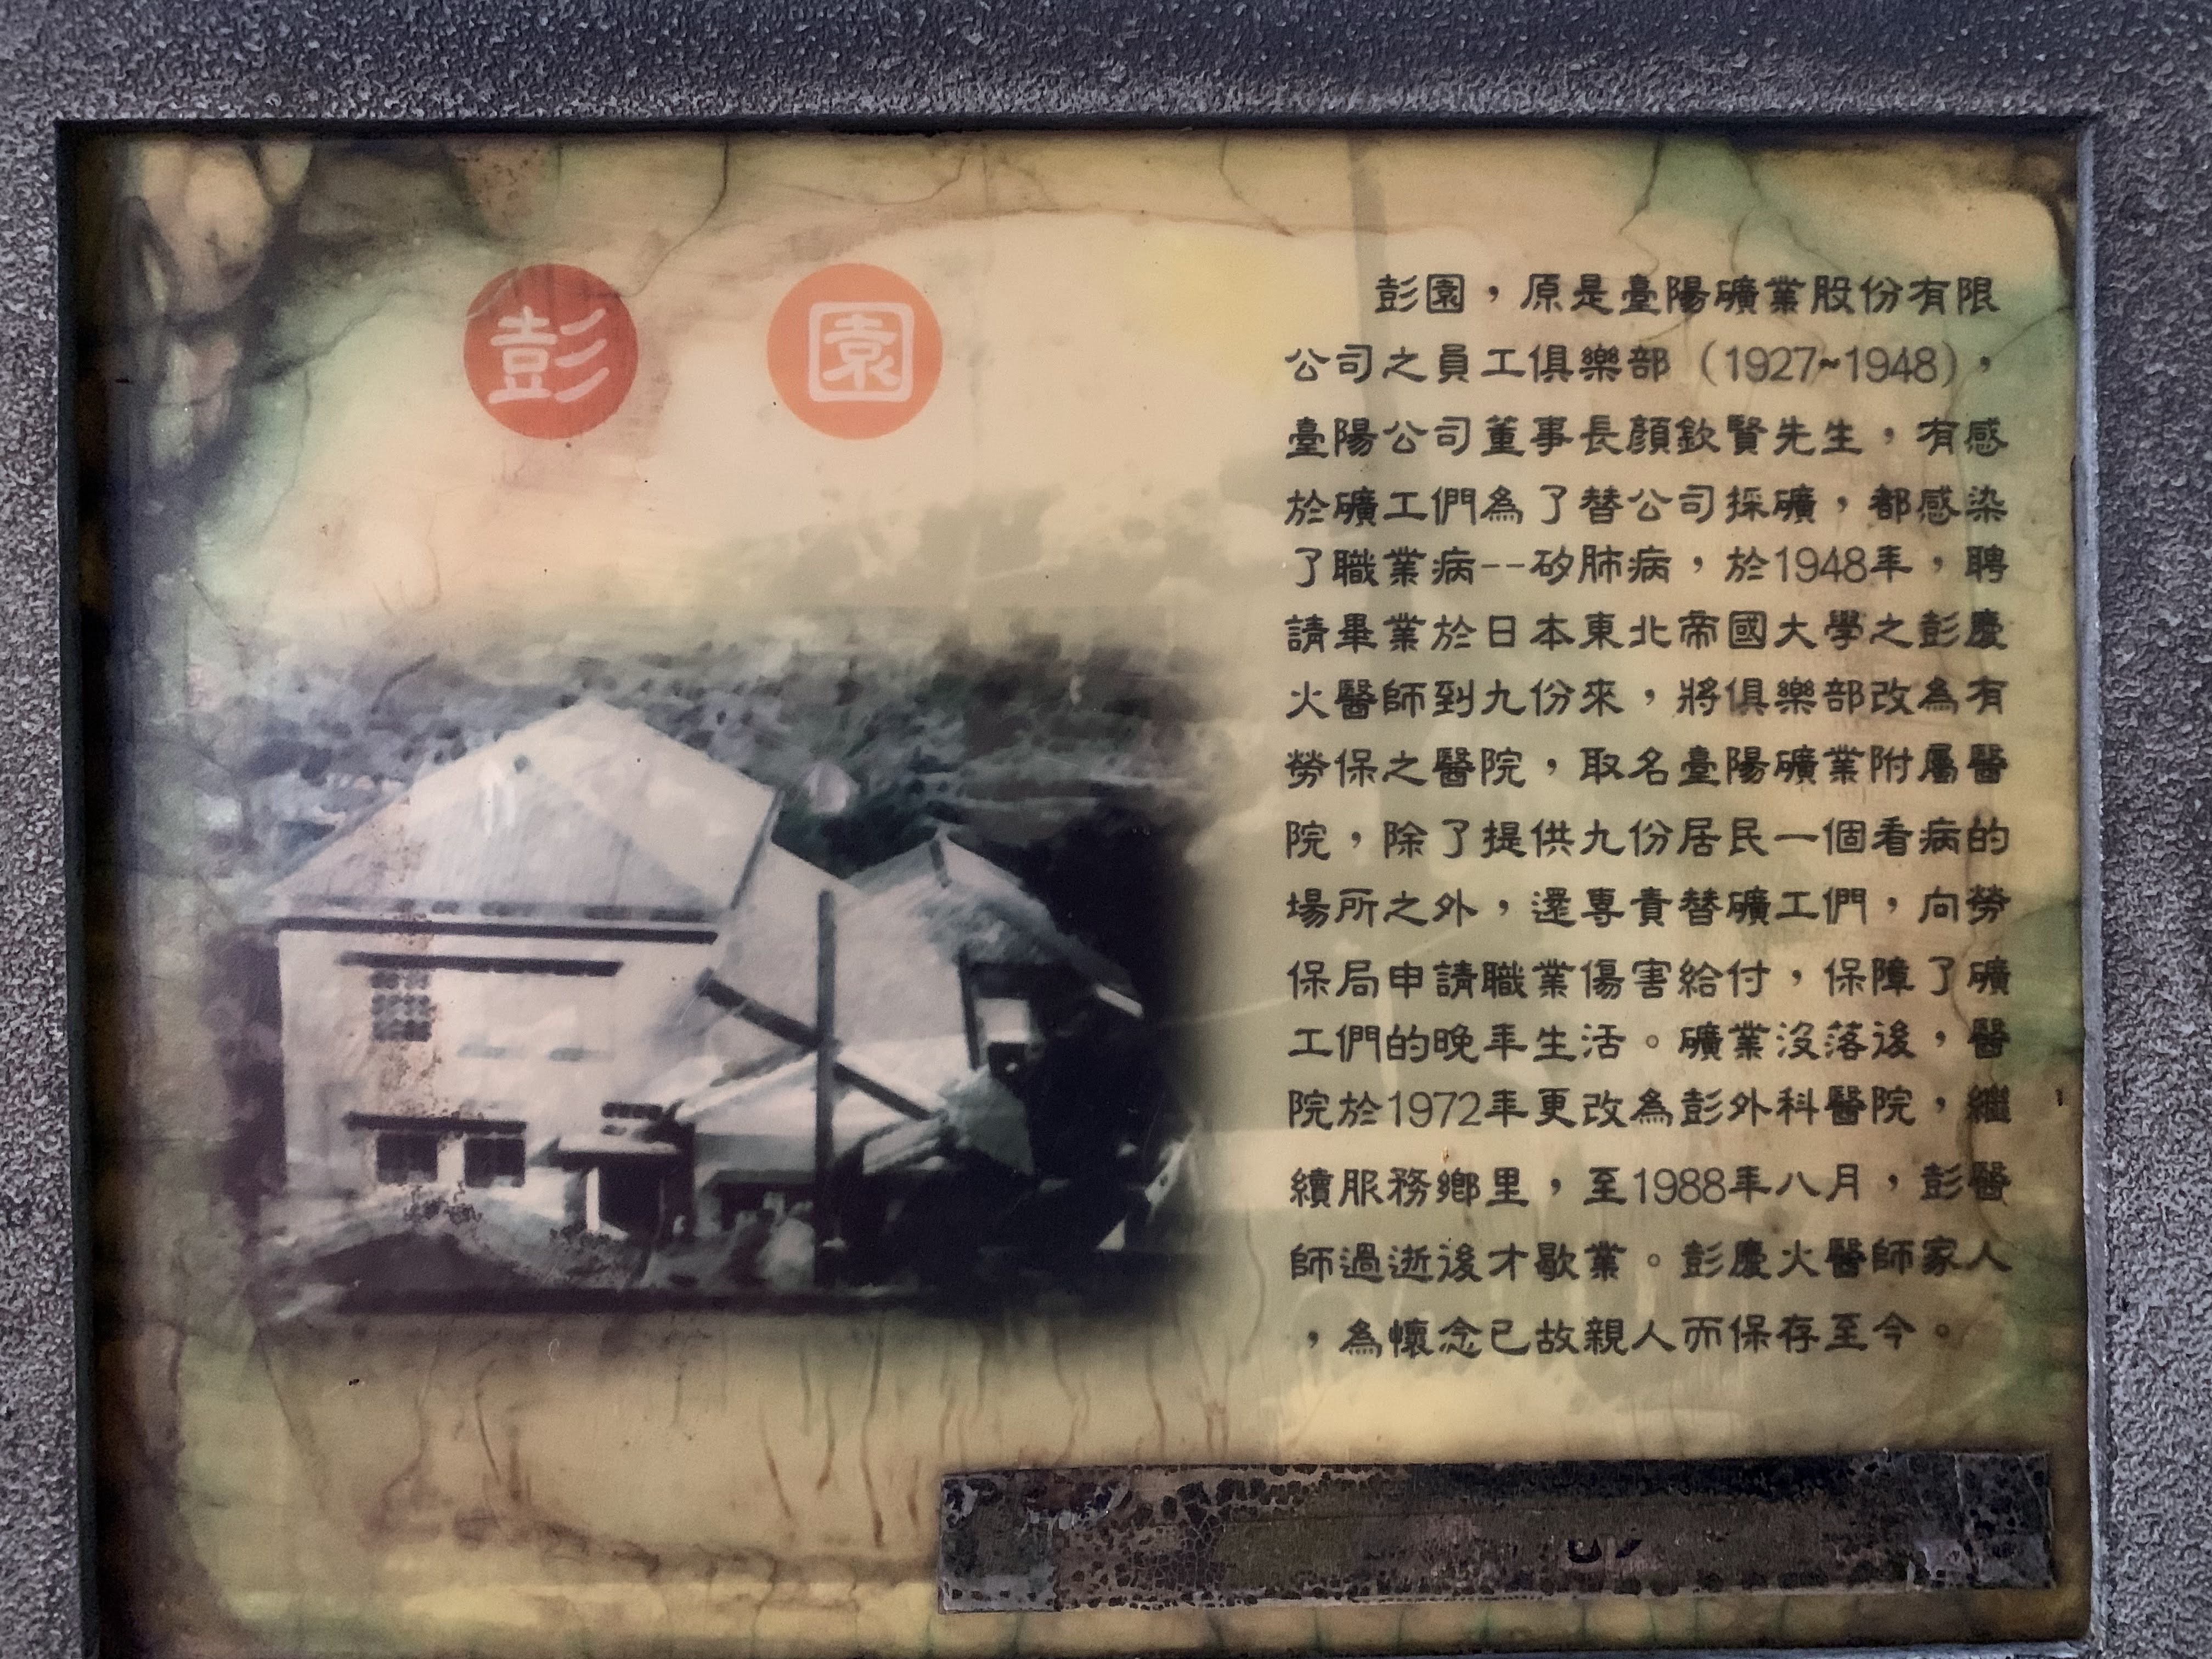 彭園
彭園，原是臺陽礦業股份有限
公司之員工俱樂部（1927~1948），
臺陽公司董事長顏欽賢先生，有感
於礦工們為了替公司採礦，都感染
了職業病--矽肺病，於1948年，聘
請畢業於日本東北帝國大學之彭慶
火醫師到九份來，將俱樂部改為有
勞保之醫院，取名臺陽礦業附屬醫
院，除了提供九份居民一個看病的
場所之外，還專責替礦工們，向勞
保局申請職業傷害給付，保障了礦
工們的晚年生活。礦業沒落後，醫
院於1972年更改為彭外科醫院，繼
續服務鄉里，至1988年八月，彭醫
師過逝後才歇業。彭慶火醫師家人
，為懷念已故親人而保存至今。